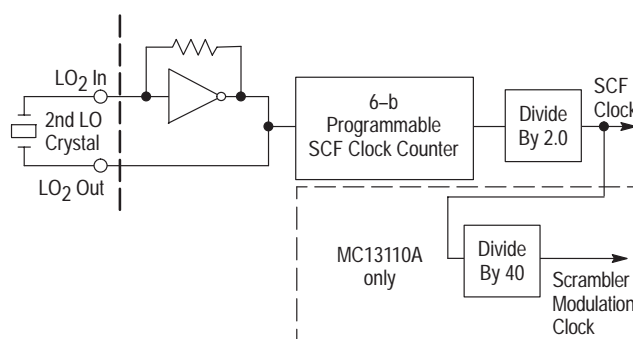 LO2 In
2nd LO
Crystal
LO2 Out
6–b
Programmable
SCF Clock Counter
Divide
By 2.0
SCF
Clock
MC13110A
only
Divide
By 40
Scrambler
Modulation
Clock